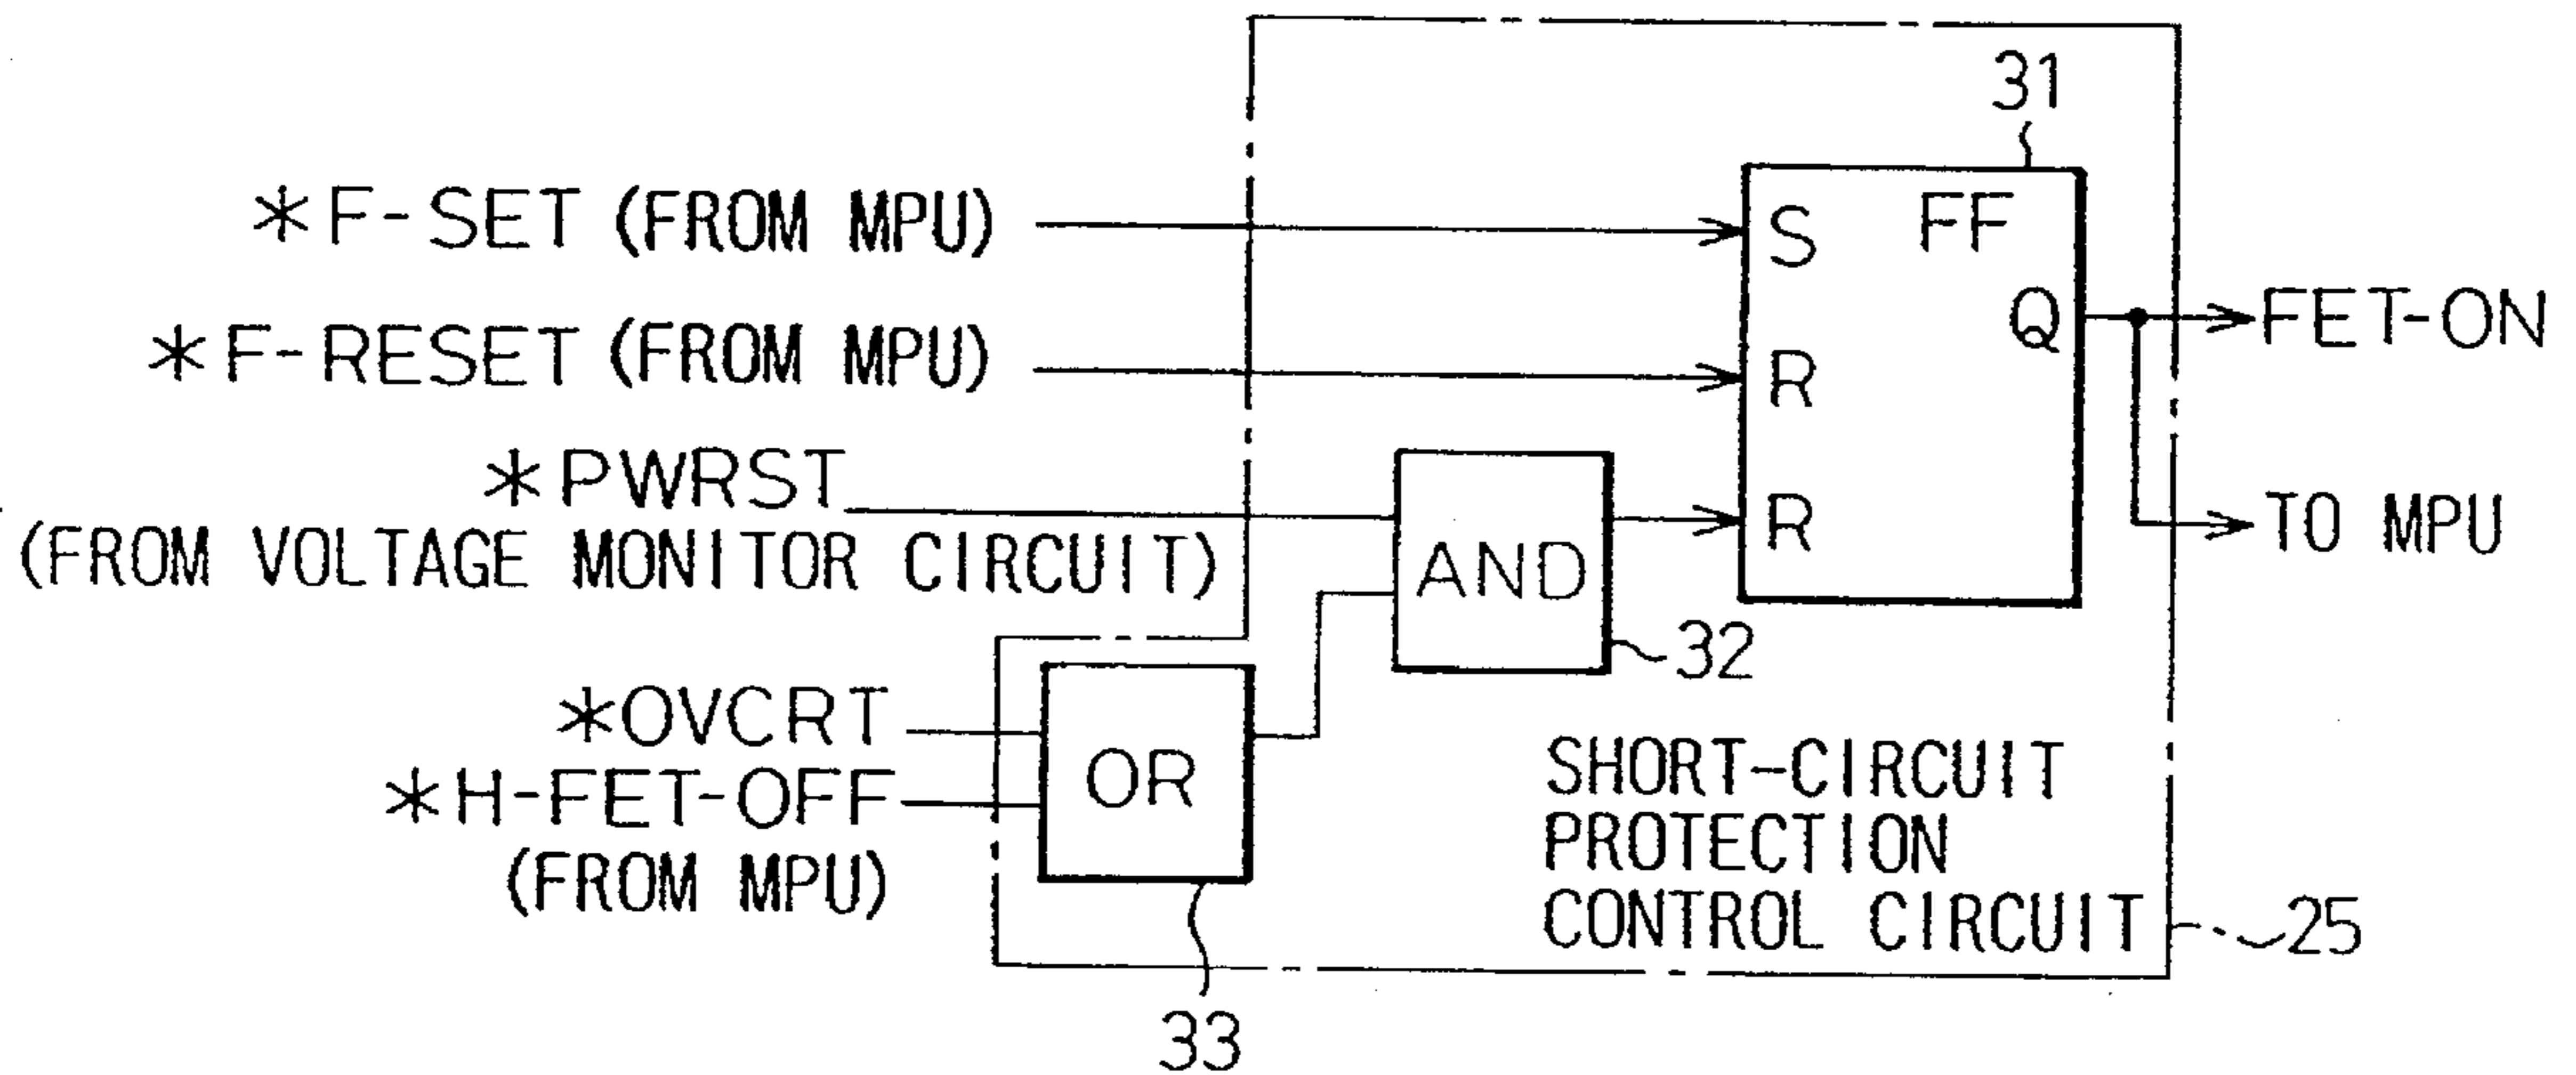 31
*F-SET (FROM MPU)
S FF
Q
FET-ON
*F-RESET (FROM MPU)
R
*PWRST
(FROM VOLTAGE MONITOR CIRCUIT)
AND
R
TO MPU
32
*OVCRT
*H-FET-OFF
(FROM MPU)
OR
33
SHORT-CIRCUIT
PROTECTION
CONTROL CIRCUIT
25